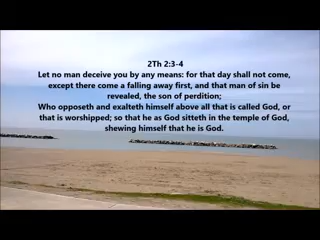 2Th 2:3-4
Let no man deceive you by any means: for that day shall not come,
except there come a falling away first, and that man of sin be
revealed, the son of perdition;
Who opposeth and exalteth himself above all that is called God, or
that is worshipped; so that he as God sitteth in the temple of God,
shewing himself that he is God.